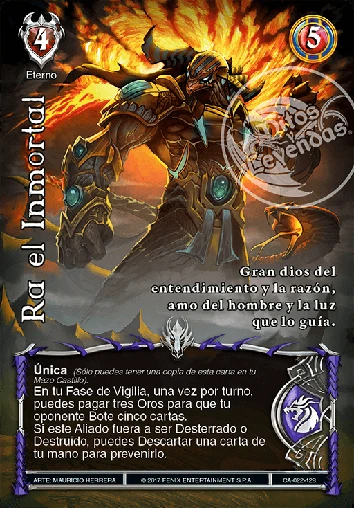 4
5
Eterno
Mitos y
Leyendas
Ra el Inmortal
Gran dios del
entendimiento y la razón,
amo del hombre y la luz
que lo guía.
Única (Sólo puedes tener una copia de esta carta en tu
Mazo Castillo).
En tu Fase de Vigilia, una vez por turno,
puedes pagar tres Oros para que tu
oponente Bote cinco cartas.
Si este Aliado fuera a ser Desterrado o
Destruido, puedes Descartar una carta de
tu mano para prevenirlo.
ARTE: MAURICIO HERRERA
© 2017 FENIX ENTERTAINMENT S.P.A.